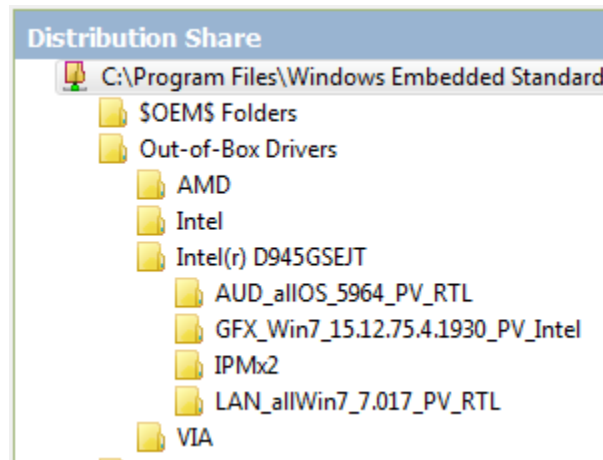 Distribution Share
C:\Program Files\Windows Embedded Standard
$OEM$ Folders
Out-of-Box Drivers
AMD
Intel
Intel(r) D945GSEJT
AUD_allOS_5964_PV_RTL
GFX_Win7_15.12.75.4.1930_PV_Intel
IPMx2
LAN_allWin7_7.017_PV_RTL
VIA